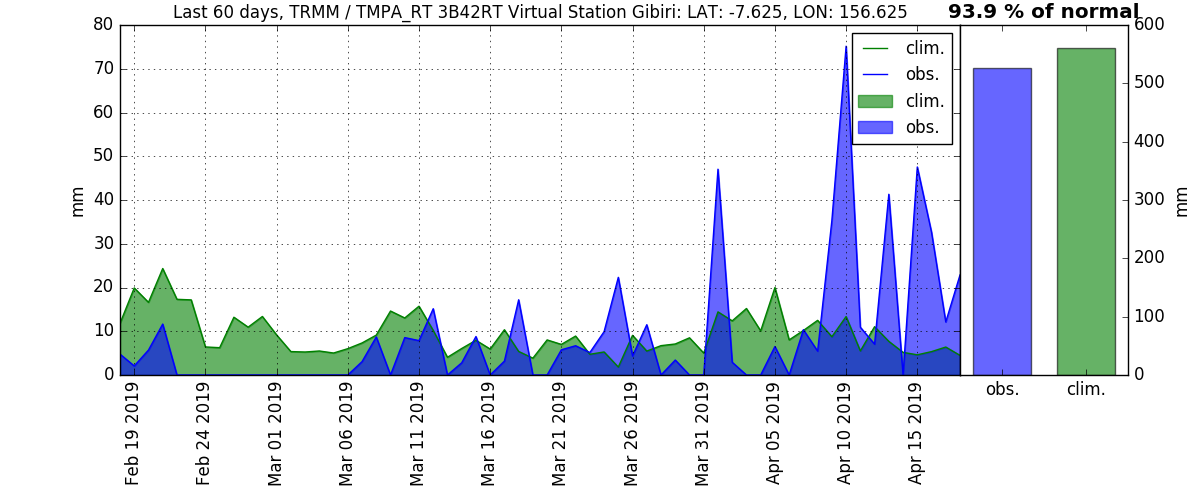 Last 60 days, TRMM / TMPA_RT 3B42RT Virtual Station Gibiri: LAT: -7.625, LON: 156.625
93.9 % of normal
80
70
60
50
40
30
20
10
0
mm
clim.
obs.
clim.
obs.
600
500
400
300
200
100
0
mm
obs.
clim.
Feb 19 2019
Feb 24 2019
Mar 01 2019
Mar 06 2019
Mar 11 2019
Mar 16 2019
Mar 21 2019
Mar 26 2019
Mar 31 2019
Apr 05 2019
Apr 10 2019
Apr 15 2019